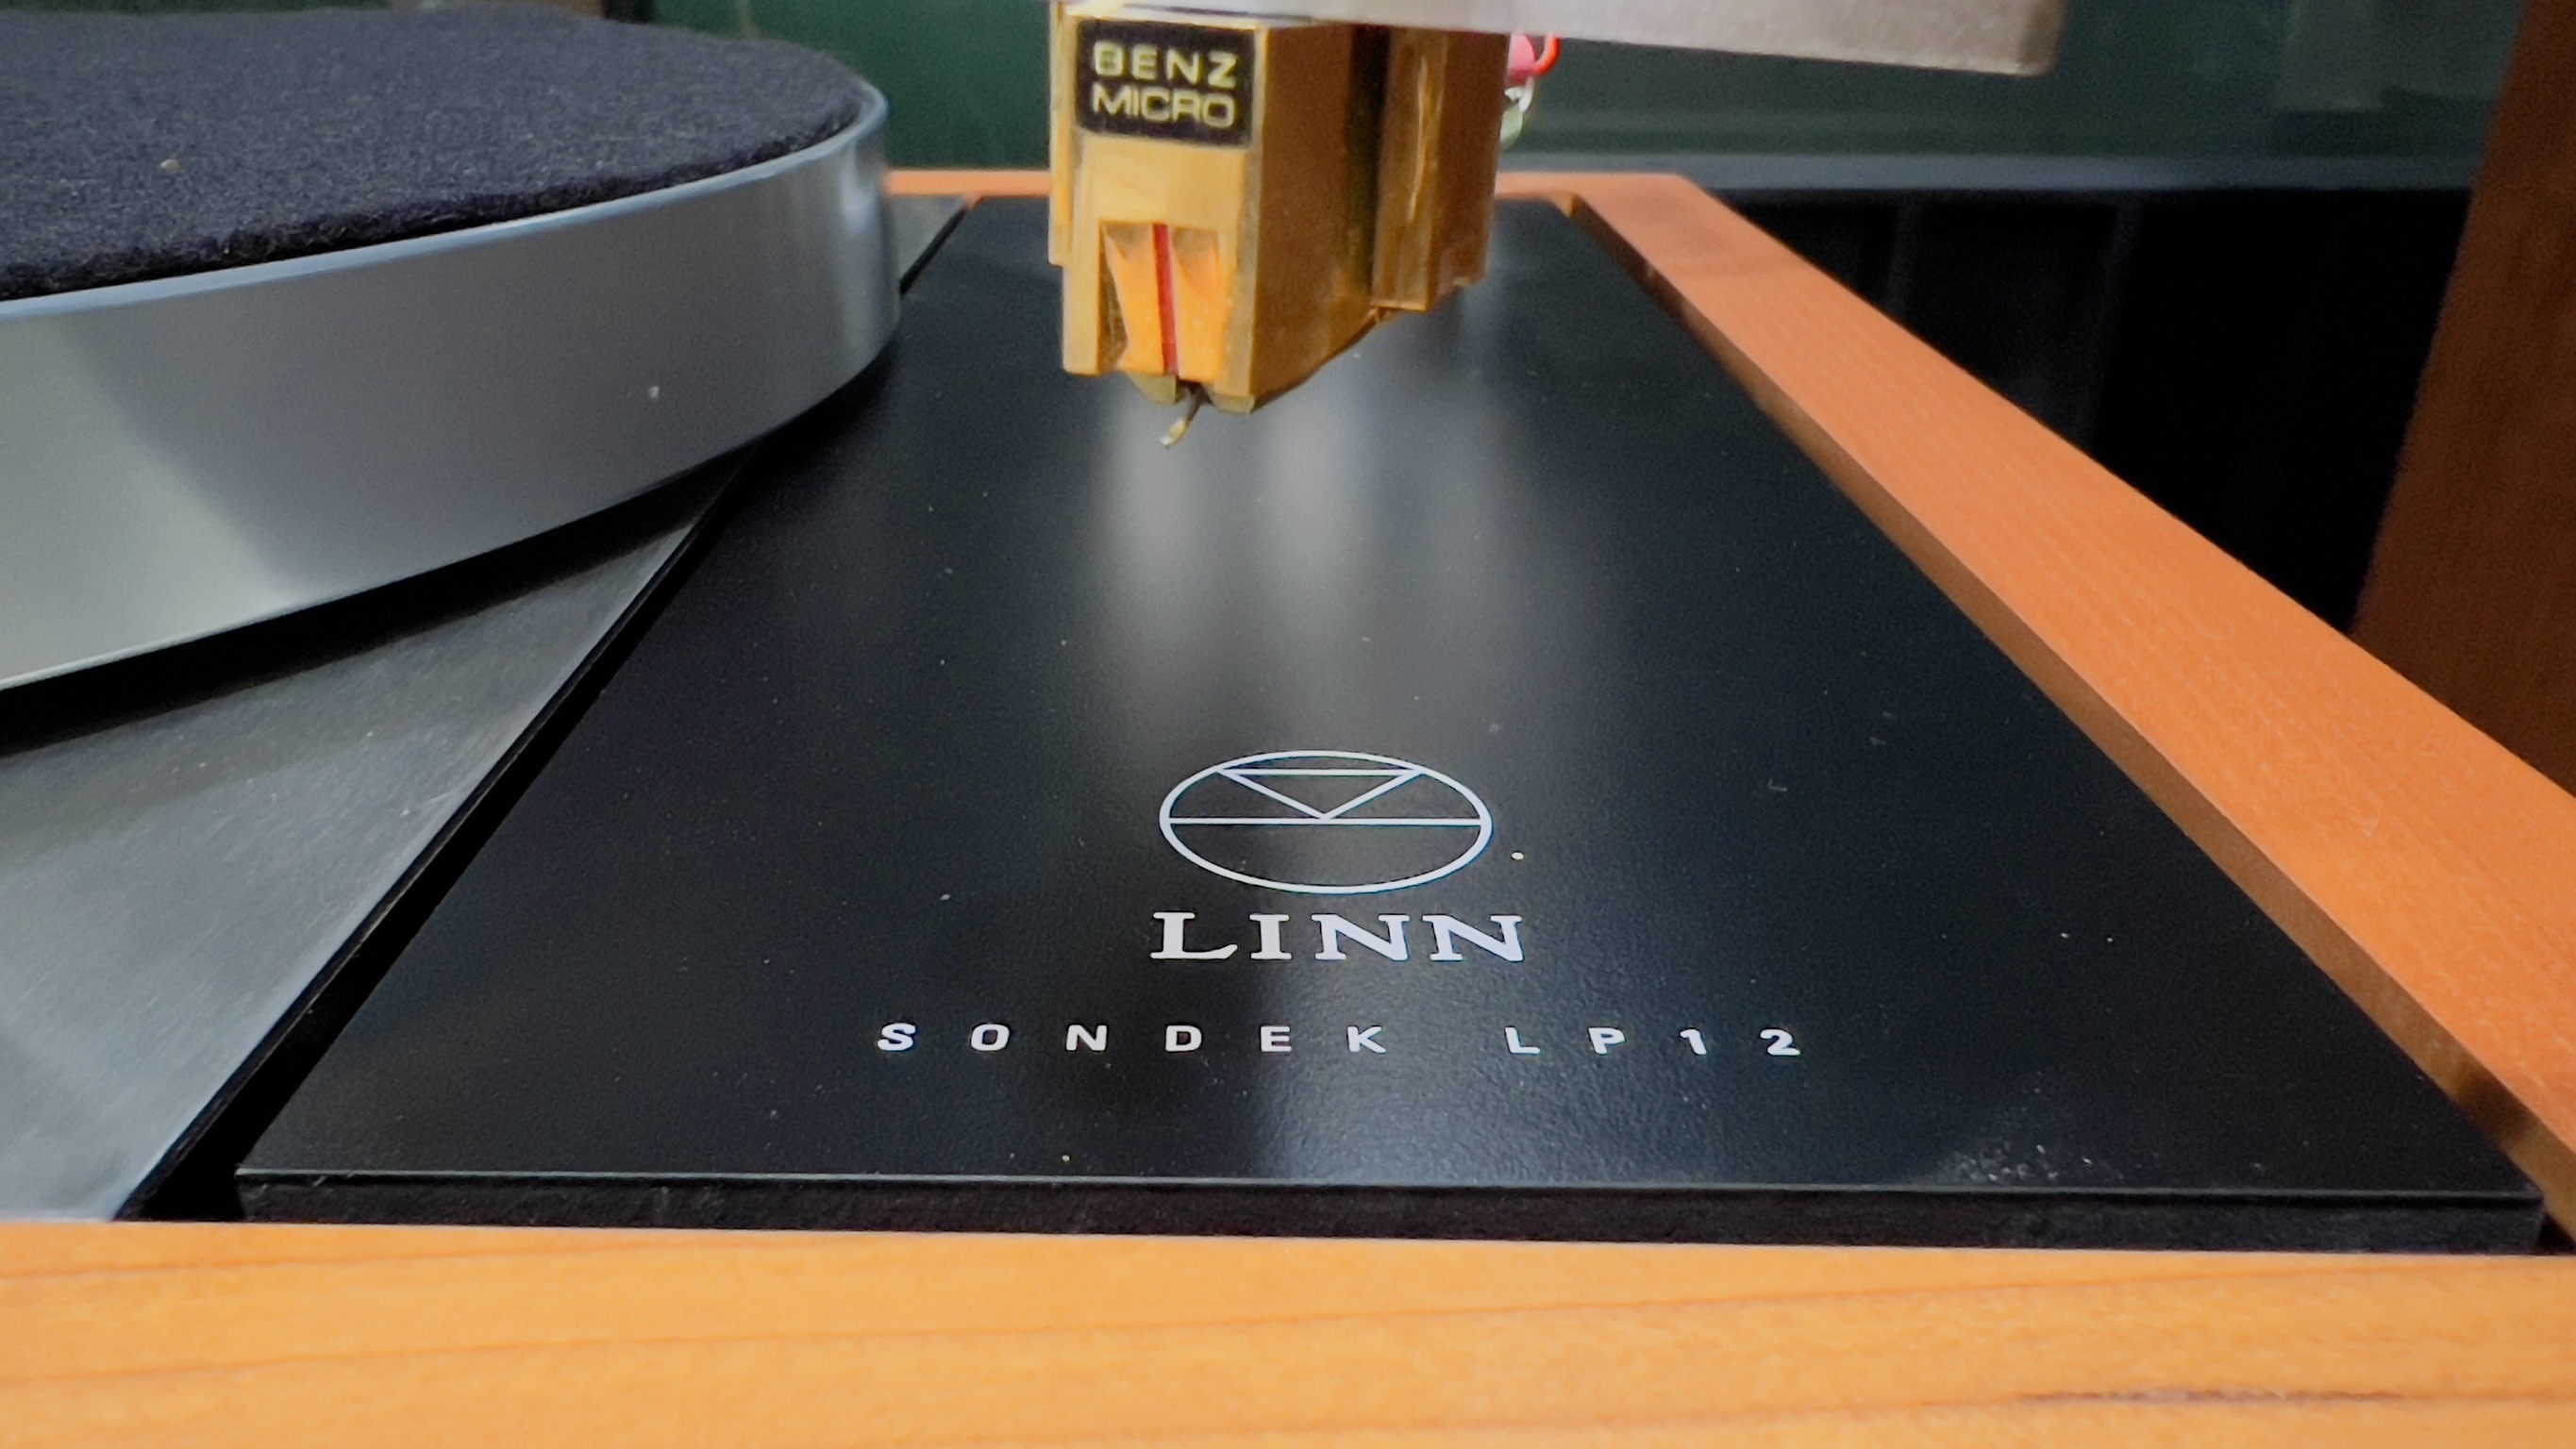 BENZ
MICRO
LINN
SONDEK LP12